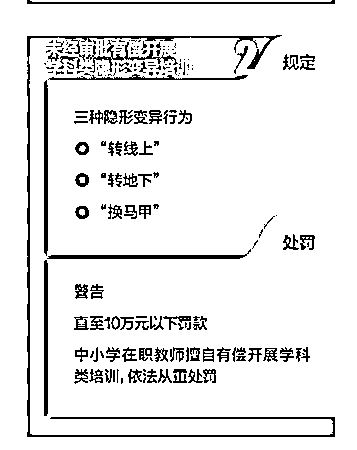 未经审批有偿开展
学科类隐形变异培训
规定
三种隐形变异行为
“转线上”
“转地下”
“换马甲”
处罚
警告
直至10万元以下罚款
中小学在职教师擅自有偿开展学科
类培训，依法从重处罚